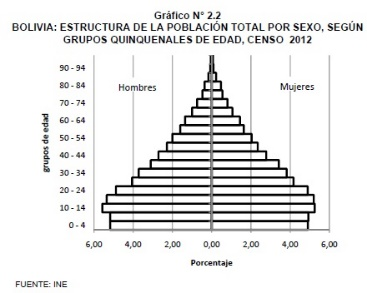 Gráfico N° 2.2
BOLIVIA: ESTRUCTURA DE LA POBLACIÓN TOTAL POR SEXO, SEGÚN
GRUPOS QUINQUENALES DE EDAD, CENSO 2012
Hombres
Mujeres
grupos de edad
90 - 94
80 - 84
70 - 74
60 - 64
50 - 54
40 - 44
30 - 34
20 - 24
10 - 14
0 - 4
6,00 4,00 2,00 0,00 2,00 4,00 6,00
Porcentaje
FUENTE: INE